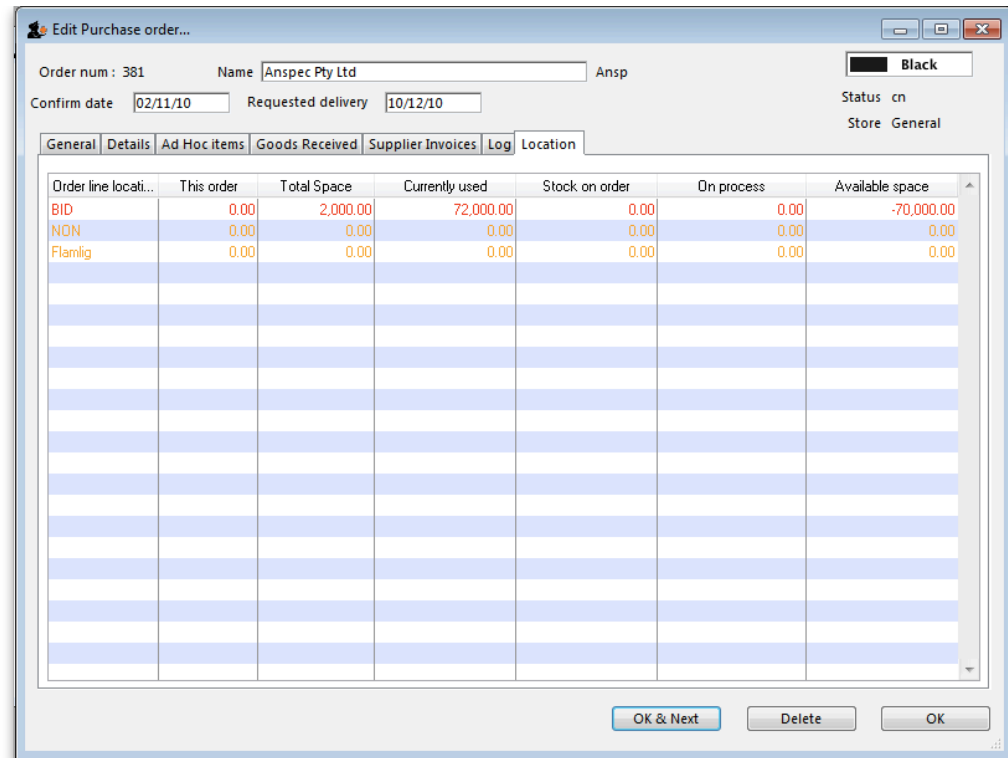 Edit Purchase order...
Order num : 381 Name Anspec Pty Ltd Ansp Black
Confirm date 02/11/10 Requested delivery 10/12/10 Status cn
Store General
General Details Ad Hoc items Goods Received Supplier Invoices Log Location
Order line locati... This order Total Space Currently used Stock on order On process Available space
BID 0.00 2,000.00 72,000.00 0.00 0.00 -70,000.00
NON 0.00 0.00 0.00 0.00 0.00 0.00
Flamlig 0.00 0.00 0.00 0.00 0.00 0.00
OK & Next Delete OK